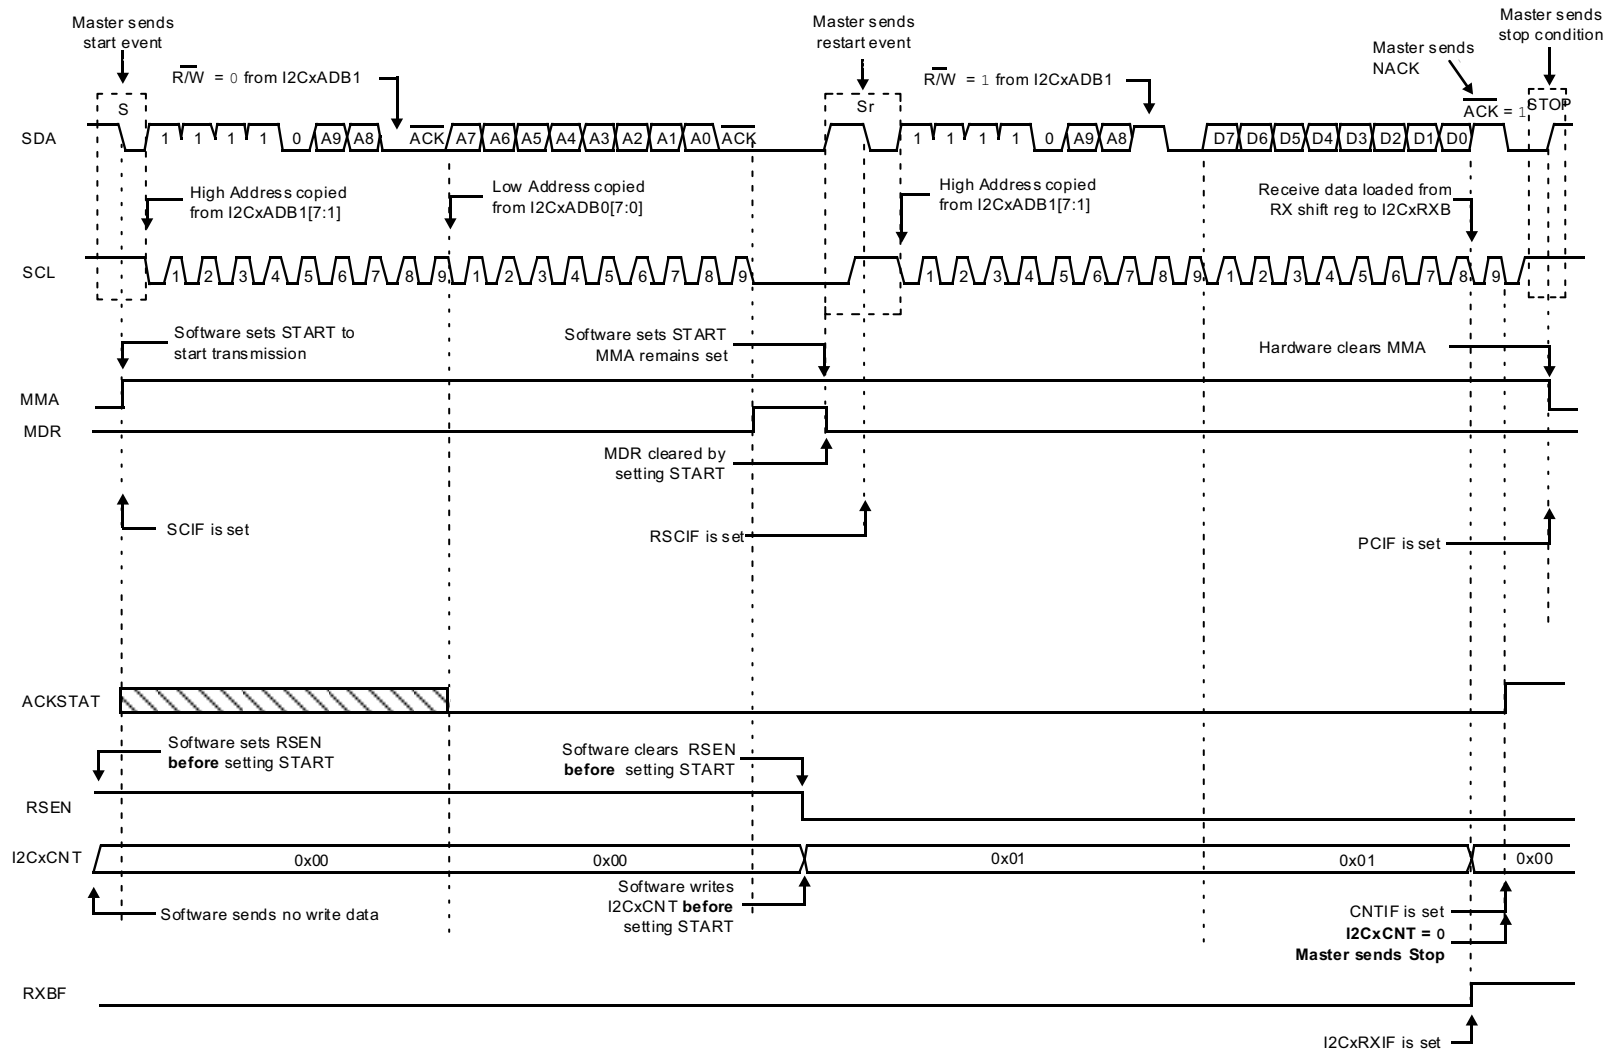 Master sends
start event
Master sends
restart event
Master sends
stop condition
Master sends
NACK
R/W = 0 from I2CxADB1
R/W = 1 from I2CxADB1
S
Sr
ACK = 1
STOP
SDA
1 1 1 1 0 A9 A8 ACK A7 A6 A5 A4 A3 A2 A1 A0 ACK 1 1 1 1 0 A9 A8 D7 D6 D5 D4 D3 D2 D1 D0
High Address copied
from I2CxADB1[7:1]
Low Address copied
from I2CxADB0[7:0]
High Address copied
from I2CxADB1[7:1]
Receive data loaded from
RX shift reg to I2CxRXB
SCL
1 2 3 4 5 6 7 8 9 1 2 3 4 5 6 7 8 9 1 2 3 4 5 6 7 8 9 1 2 3 4 5 6 7 8 9
Software sets START to
start transmission
Software sets START
MMA remains set
Hardware clears MMA
MMA
MDR
MDR cleared by
setting START
SCIF is set
RSCIF is set
PCIF is set
ACKSTAT
Software sets RSEN
before setting START
Software clears RSEN
before setting START
RSEN
I2CxCNT
0x00 0x00 0x01 0x01 0x00
Software sends no write data
Software writes
I2CxCNT before
setting START
CNTIF is set
I2CxCNT = 0
Master sends Stop
RXBF
I2CxRXIF is set